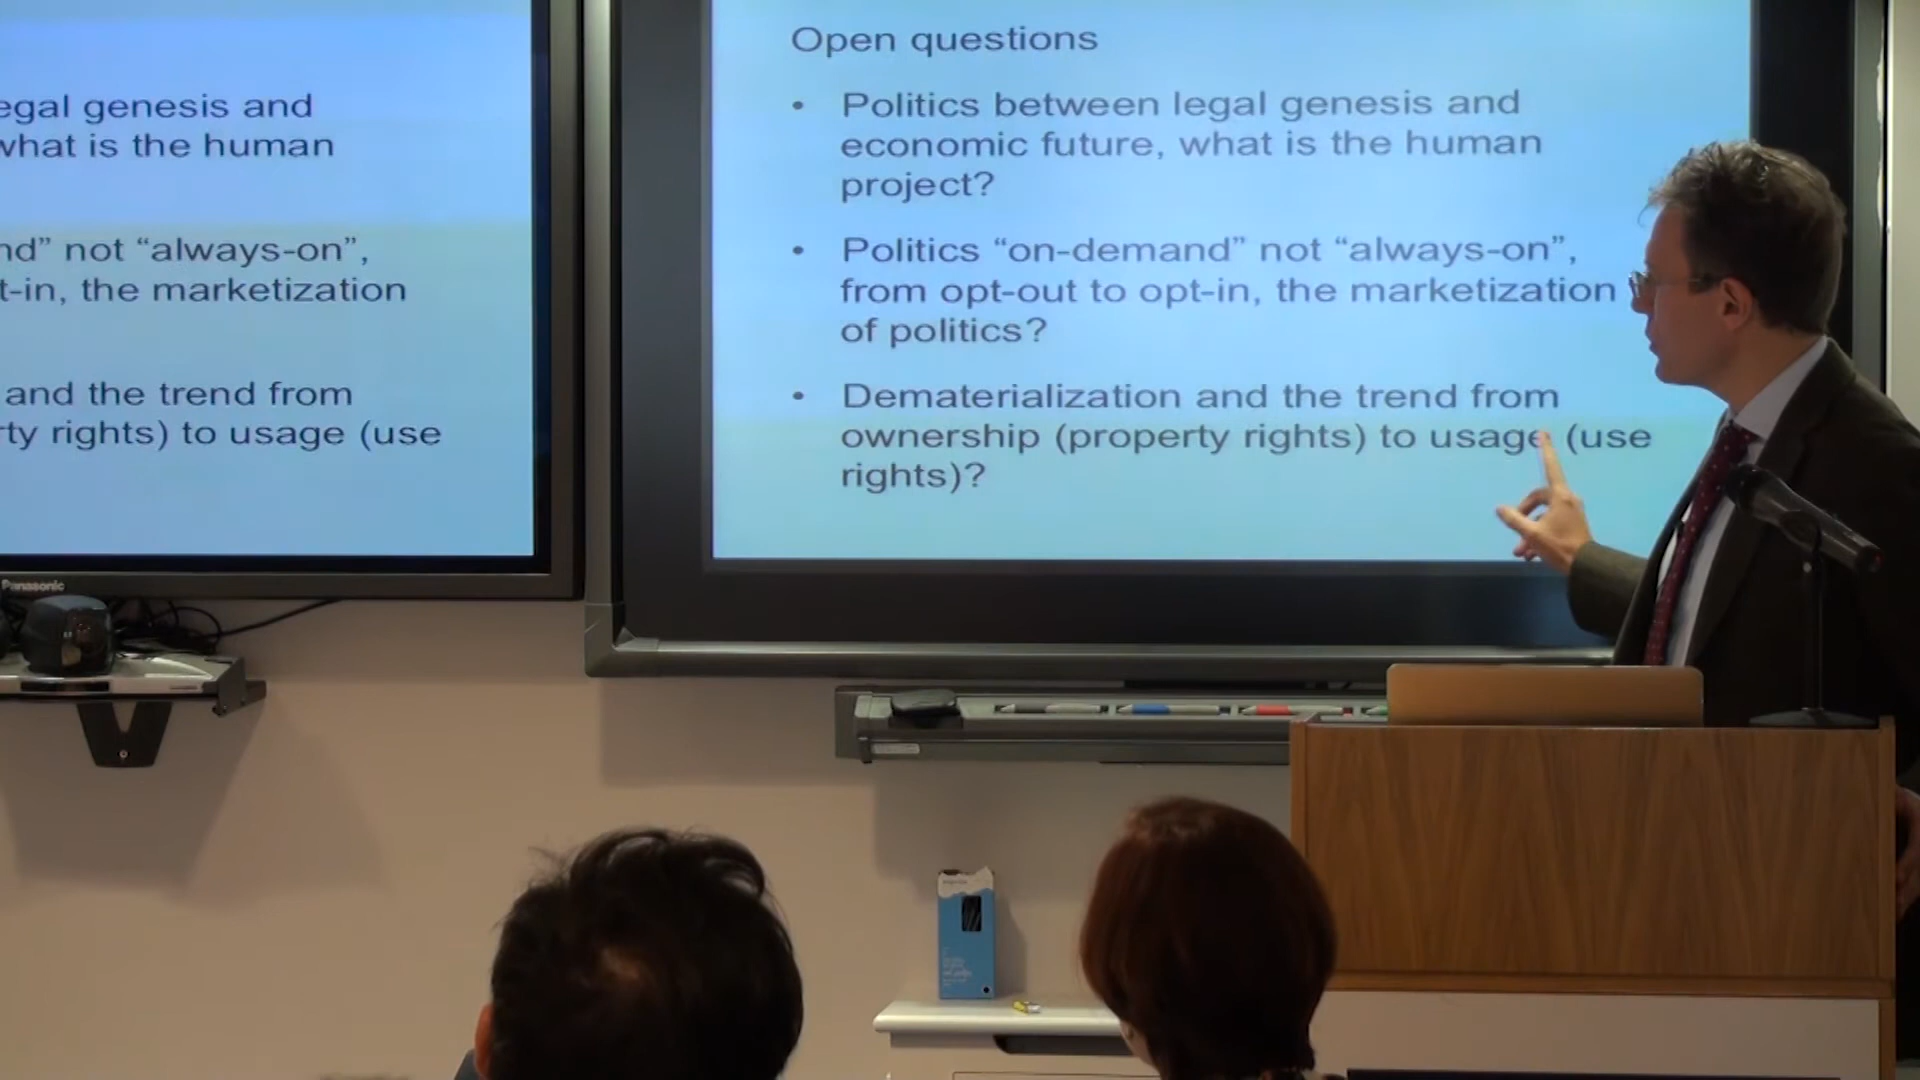 egal genesis and
what is the human
nd” not “always-on”,
t-in, the marketization
and the trend from
rty rights) to usage (use
Panasonic
Open questions
• Politics between legal genesis and
economic future, what is the human
project?
• Politics “on-demand” not “always-on”,
from opt-out to opt-in, the marketization
of politics?
• Dematerialization and the trend from
ownership (property rights) to usage (use
rights)?